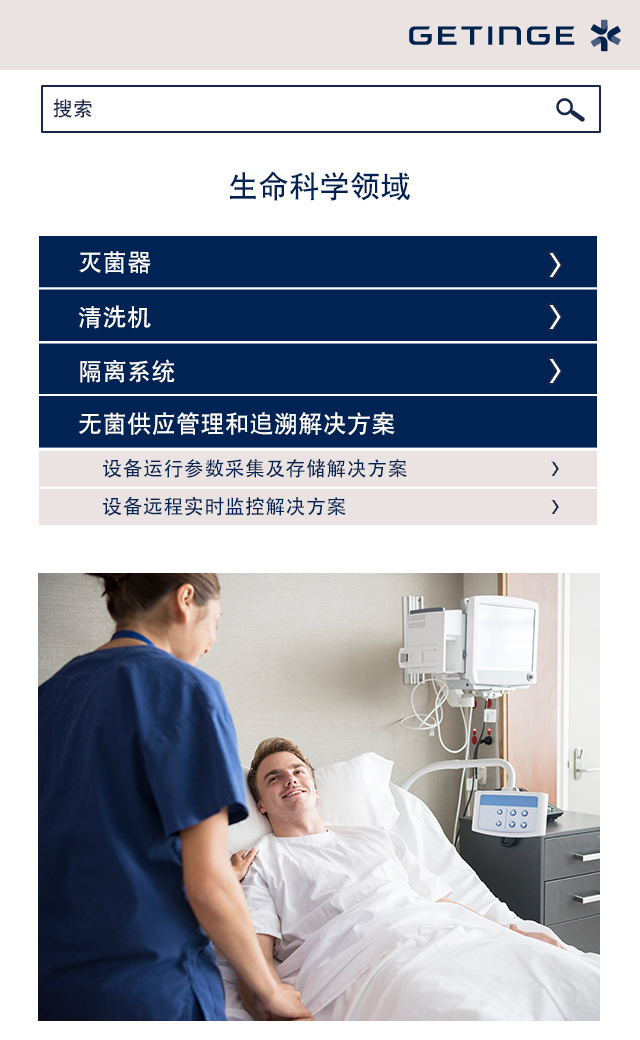 GETINGE
搜索
生命科学领域
灭菌器
清洗机
隔离系统
无菌供应管理和追溯解决方案
设备运行参数采集及存储解决方案
设备远程实时监控解决方案